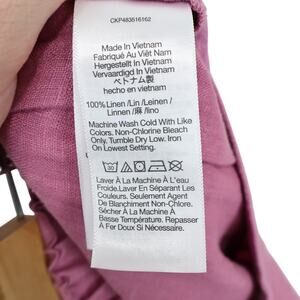 CKP483516162
Made In Vietnam
Fabriqué Au Viêt Nam
Hergestellt In Vietnam
Vervaardigd In Vietnam
ベトナム製
hecho en vietnam
100% Linen / Lin / Leinen /
Linnen / 麻 / lino
Machine Wash Cold With Like
Colors, Non-Chlorine Bleach
Only, Tumble Dry Low. Iron On
Lowest Setting.
30
Laver À La Machine À L'eau
Froide.Laver En Séparant Les
Couleurs. Seulement Agent
De Blanchiment Non Chlore.
Sécher À La Machine À
Basse Température. Repasser
À Fer Doux Si Nécessaire.